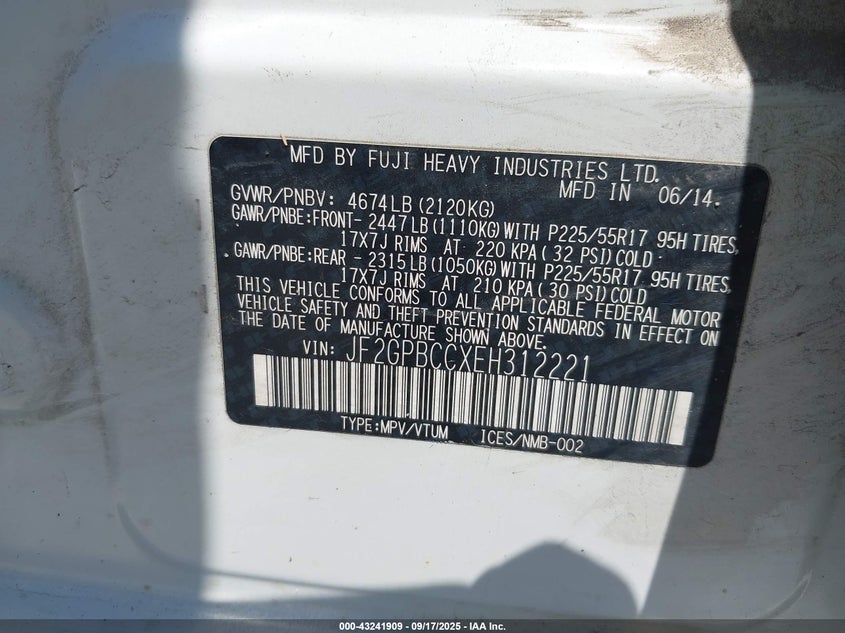 MFD BY FUJI HEAVY INDUSTRIES LTD.
MFD IN 06/14.
GVWR/PNBV: 4674LB (2120KG)
GAWR/PNBE:FRONT- 2447LB (1110KG) WITH P225/55R17 95H TIRES,
17X7J RIMS AT 220 KPA ( 32 PSI) COLD .
GAWR/PNBE:REAR - 2315LB (1050KG) WITH P225/55R17 95H TIRES,
17X7J RIMS AT 210 KPA ( 30 PSI) COLD
THIS VEHICLE CONFORMS TO ALL APPLICABLE FEDERAL MOTOR
VEHICLE SAFETY AND THEFT PREVENTION STANDARDS IN EFFECT ON
THE DATE OF MANUFACTURE SHOWN ABOVE.
VIN: JF2GPBCCXEH312221
TYPE:MPV/VTUM ICES/NMB-002
000-43241909 - 09/17/2025 - IAA Inc.